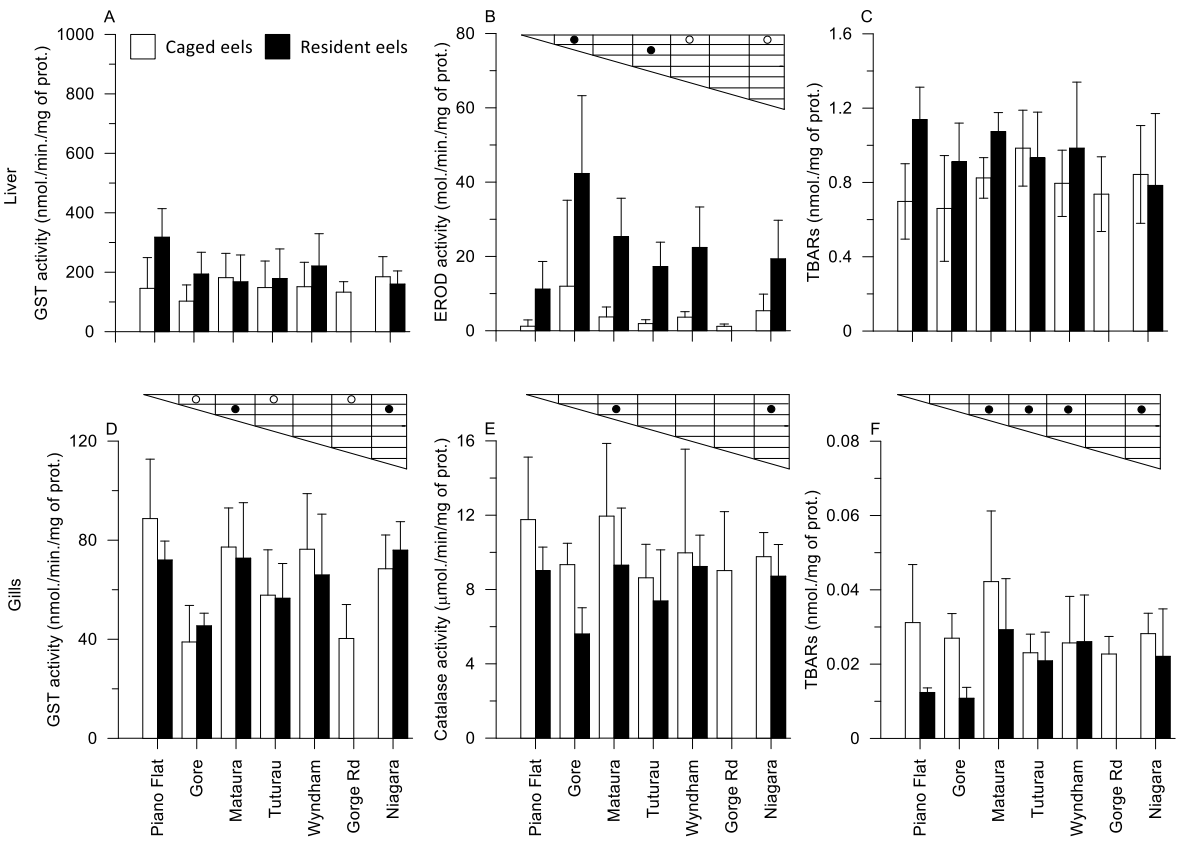 A
GST activity (nmol./min./mg of prot.)
1000
800
600
400
200
0
Caged eels
Resident eels
B
EROD activity (mol./min./mg of prot.)
80
60
40
20
0
C
TBARs (nmol./mg of prot.)
1.6
1.2
0.8
0.4
0
Liver
D
GST activity (nmol./min./mg of prot.)
120
80
40
0
Piano Flat
Gore
Mataura
Tuturau
Wyndham
Gorge Rd
Niagara
E
Catalase activity (µmol./min/mg of prot.)
16
12
8
4
0
Piano Flat
Gore
Mataura
Tuturau
Wyndham
Gorge Rd
Niagara
F
TBARs (nmol./mg of prot.)
0.08
0.06
0.04
0.02
0
Piano Flat
Gore
Mataura
Tuturau
Wyndham
Gorge Rd
Niagara
Gills